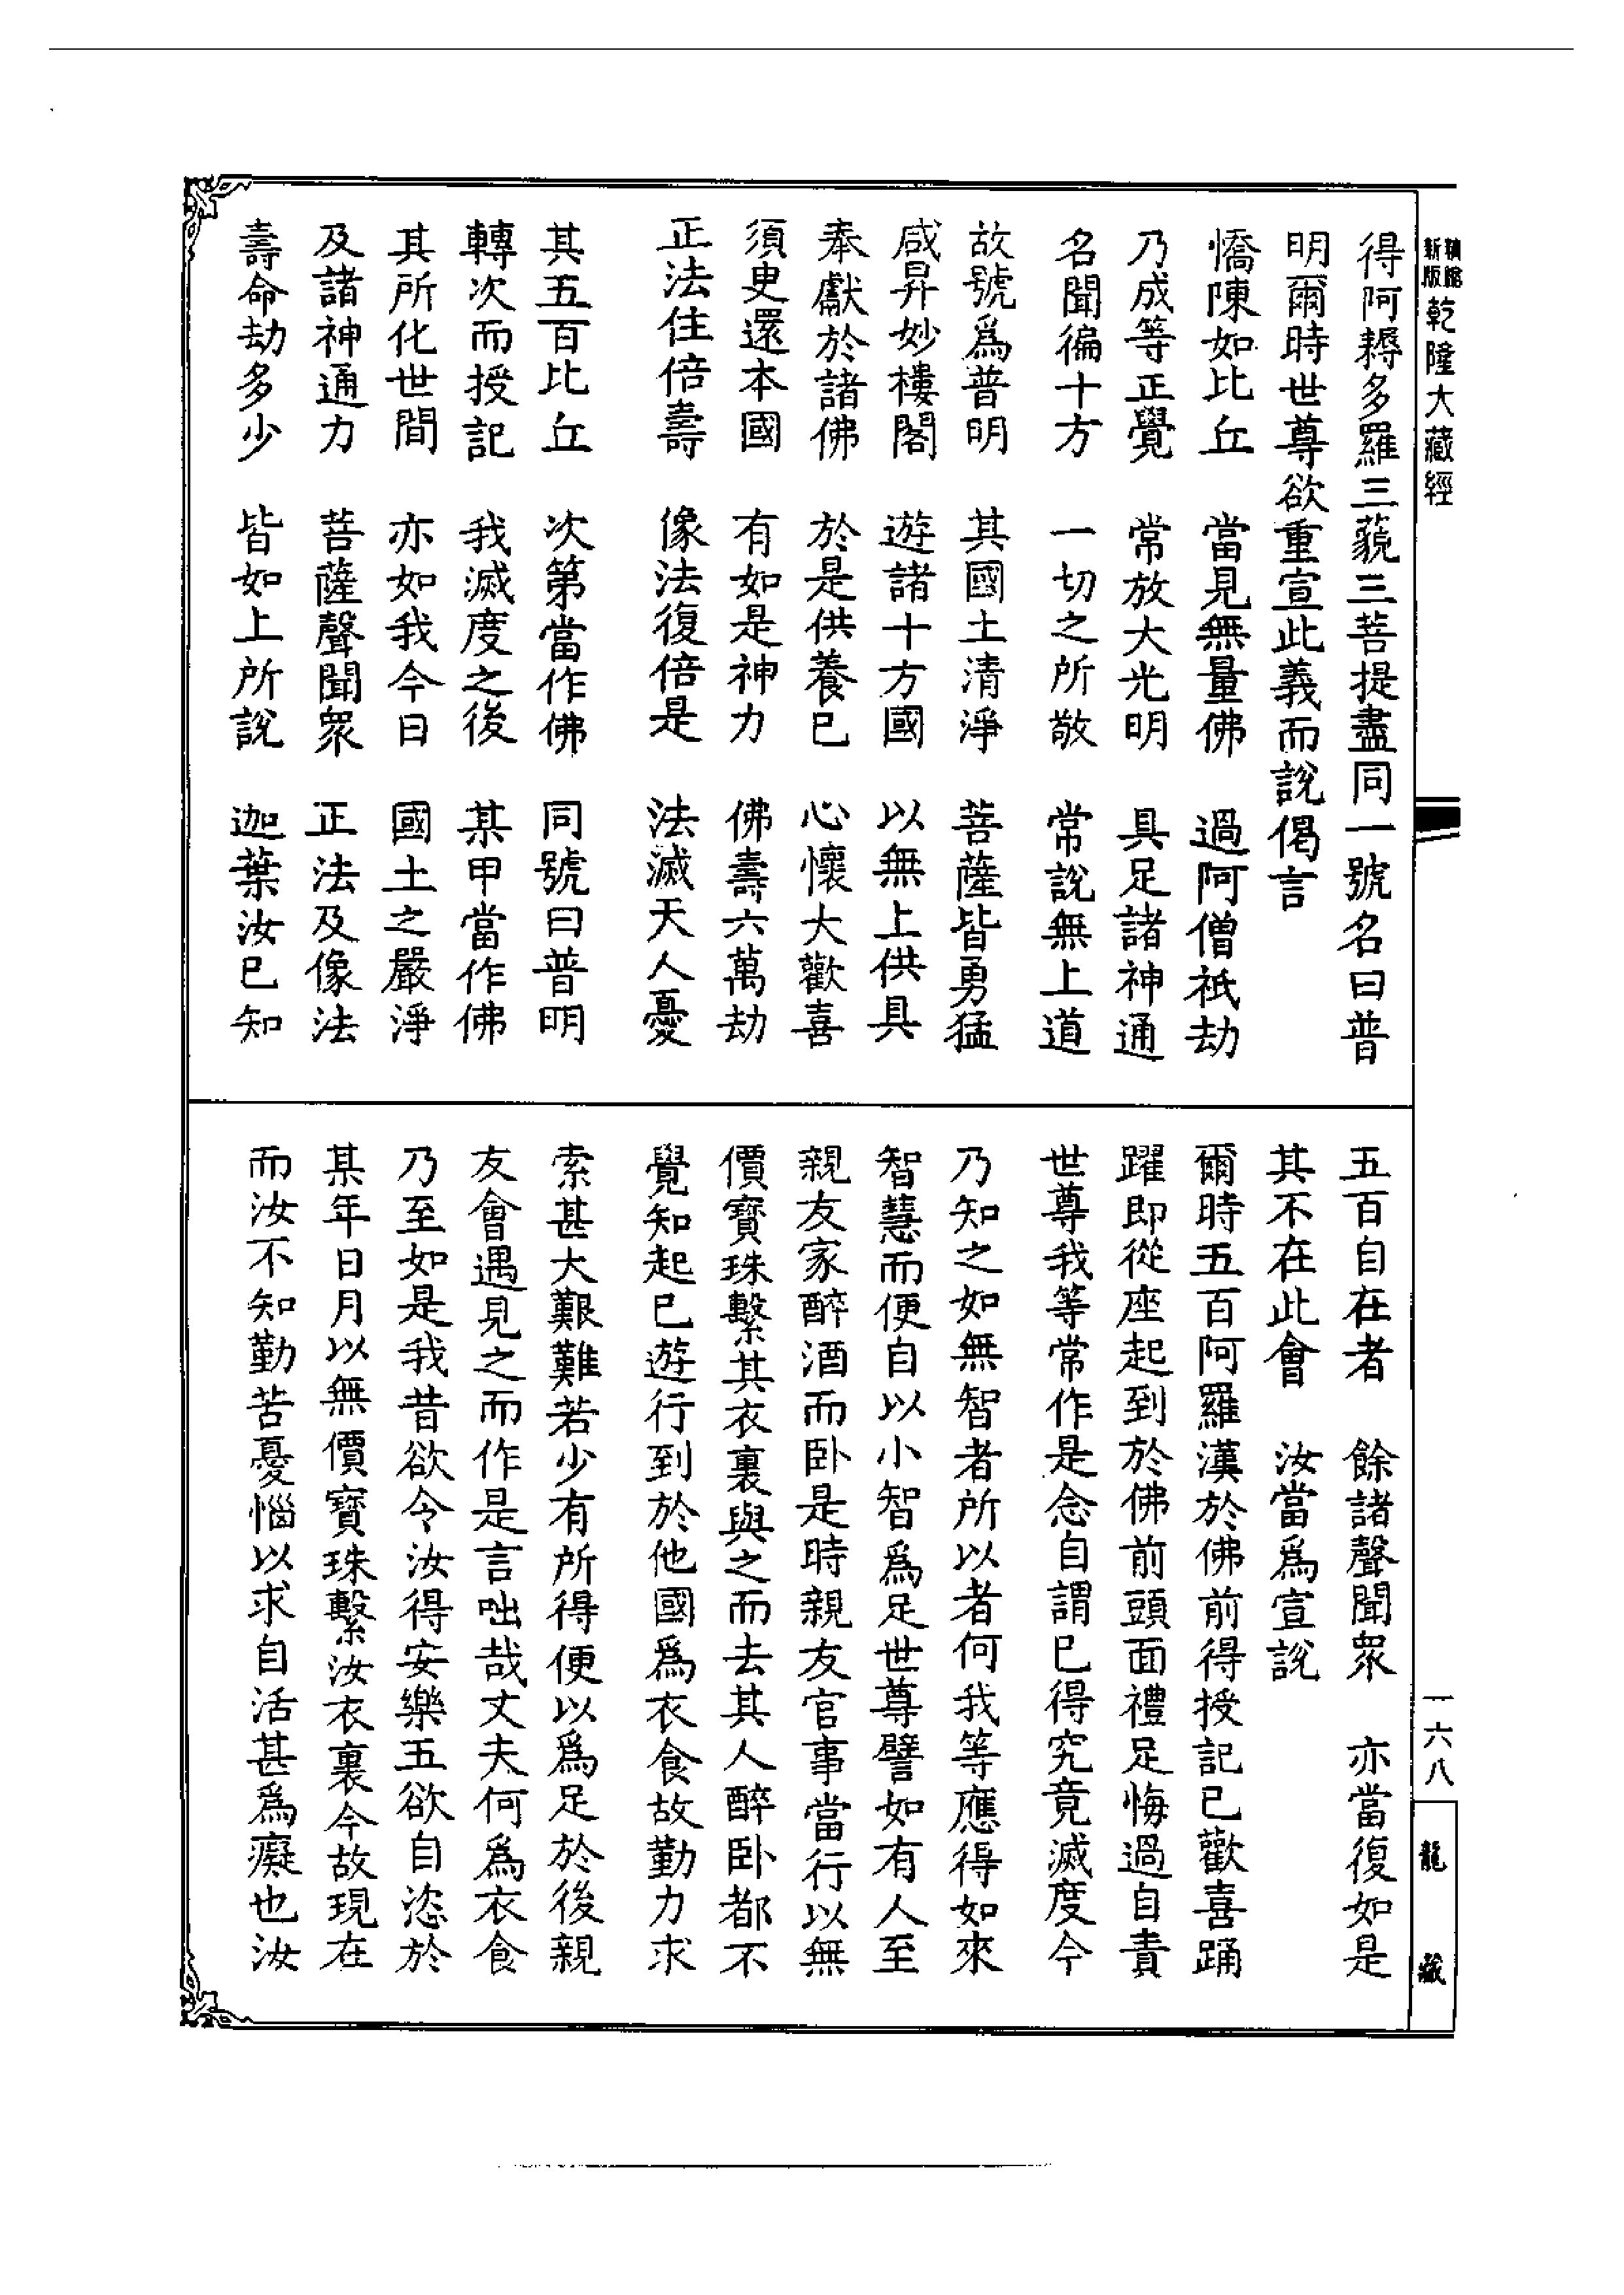 新版乾隆大藏經
得阿耨多羅三藐三菩提盡同一號名曰普
明爾時世尊欲重宣此義而說偈言
憍陳如比丘　當見無量佛　過阿僧祇劫
乃成等正覺　常放大光明　具足諸神通
名聞徧十方　一切之所敬　常說無上道
故號爲普明　其國土清淨　菩薩皆勇猛
咸昇妙樓閣　遊諸十方國　以無上供具
奉獻於諸佛　於是供養已　心懷大歡喜
須臾還本國　有如是神力　佛壽六萬劫
正法住倍壽　像法復倍是　法滅天人憂
其五百比丘　次第當作佛　同號曰普明
轉次而授記　我滅度之後　某甲當作佛
其所化世間　亦如我今日　國土之嚴淨
及諸神通力　菩薩聲聞眾　正法及像法
壽命劫多少　皆如上所說　迦葉汝已知
五百自在者　餘諸聲聞眾　亦當復如是
其不在此會　汝當爲宣說
爾時五百阿羅漢於佛前得授記已歡喜踊
躍即從座起到於佛前頭面禮足悔過自責
世尊我等常作是念自謂已得究竟滅度今
乃知之如無智者所以者何我等應得如來
智慧而便自以小智爲足世尊譬如有人至
親友家醉酒而卧是時親友官事當行以無
價寶珠繫其衣裏與之而去其人醉卧都不
覺知起已遊行到於他國爲衣食故勤力求
索甚大艱難若少有所得便以爲足於後親
友會遇見之而作是言咄哉丈夫何爲衣食
乃至如是我昔欲令汝得安樂五欲自恣於
某年日月以無價寶珠繫汝衣裏今故現在
而汝不知勤苦憂惱以求自活甚爲癡也汝
一六八
龍藏